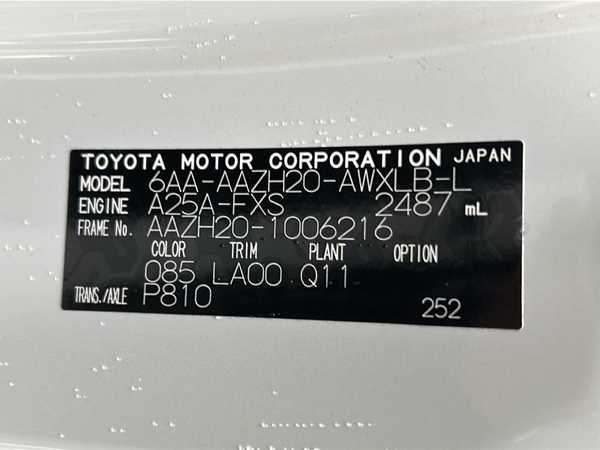 TOYOTA MOTOR CORPORATION JAPAN
MODEL 6AA-AAZH20-AWXLB-L
ENGINE A25A-FXS 2487 mL
FRAME No. AAZH20-1006216
COLOR TRIM PLANT OPTION
085 LA00 Q11
TRANS./AXLE P810
252